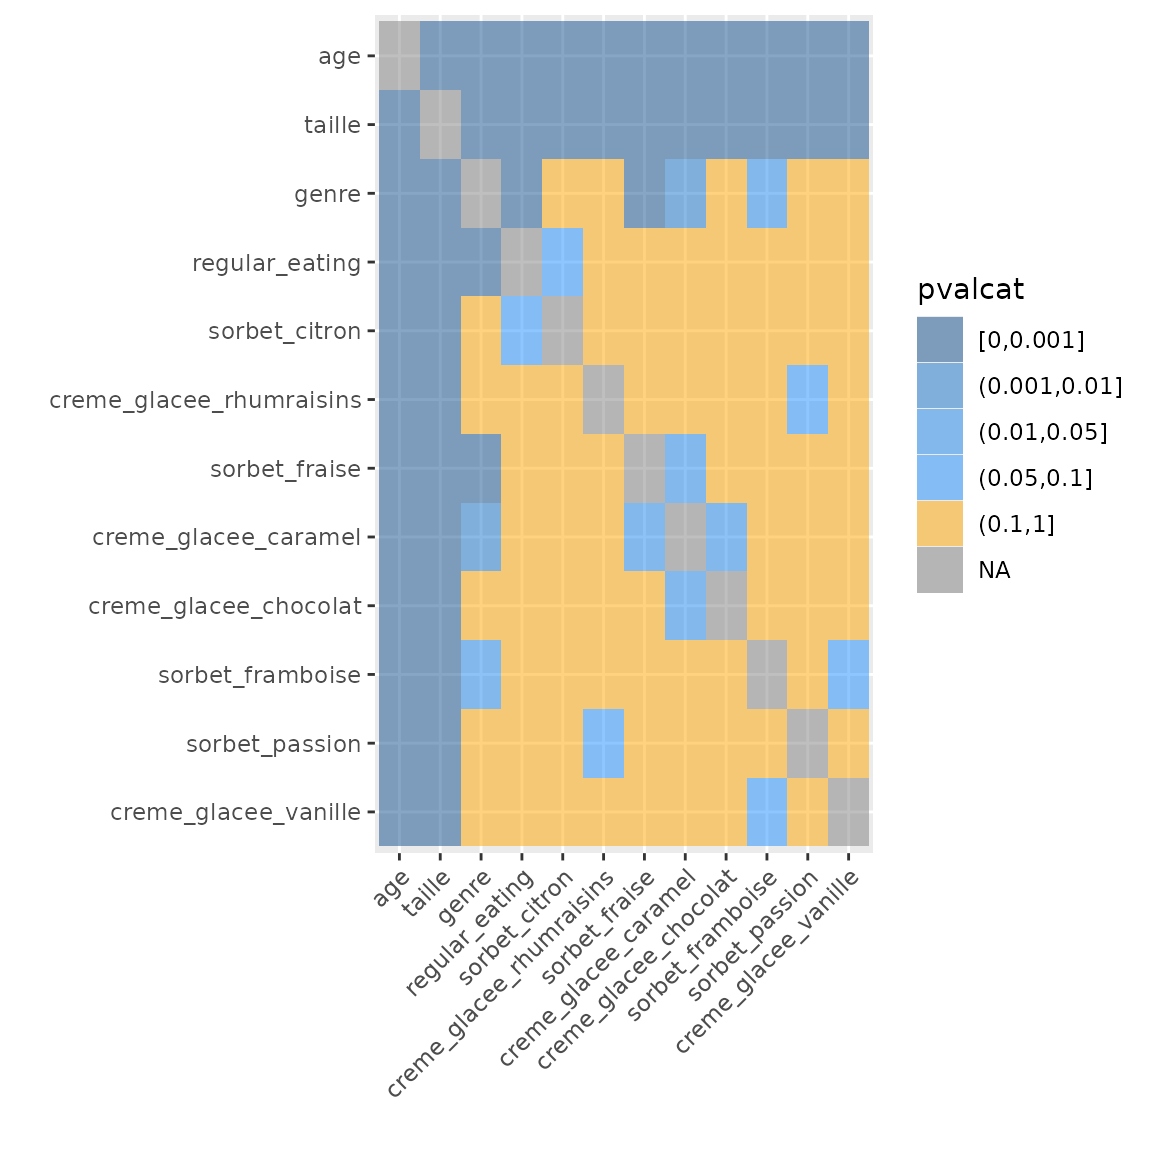 age
taille
genre
regular_eating
sorbet_citron
creme_glacee_rhumraisins
sorbet_fraise
creme_glacee_caramel
creme_glacee_chocolat
sorbet_framboise
sorbet_passion
creme_glacee_vanille
age
taille
genre
regular_eating
sorbet_citron
creme_glacee_rhumraisins
sorbet_fraise
creme_glacee_caramel
creme_glacee_chocolat
sorbet_framboise
sorbet_passion
creme_glacee_vanille
pvalcat
[0,0.001]
(0.001,0.01]
(0.01,0.05]
(0.05,0.1]
(0.1,1]
NA